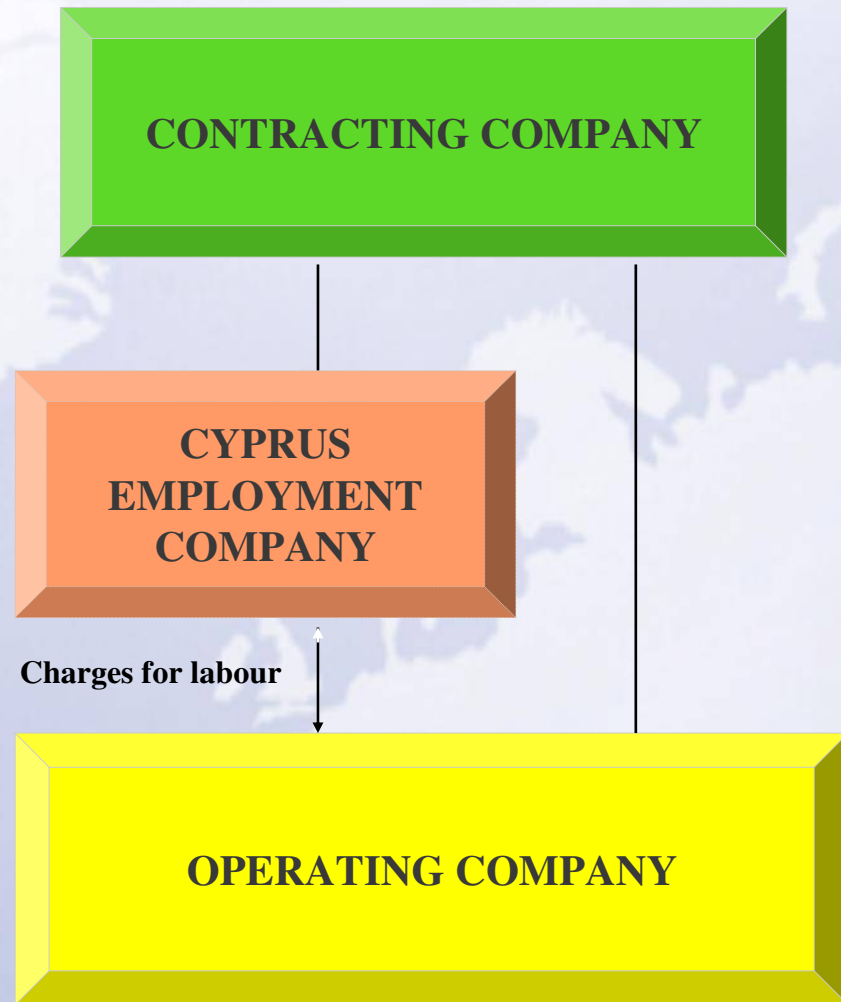 CONTRACTING COMPANY
CYPRUS
EMPLOYMENT
COMPANY
Charges for labour
OPERATING COMPANY